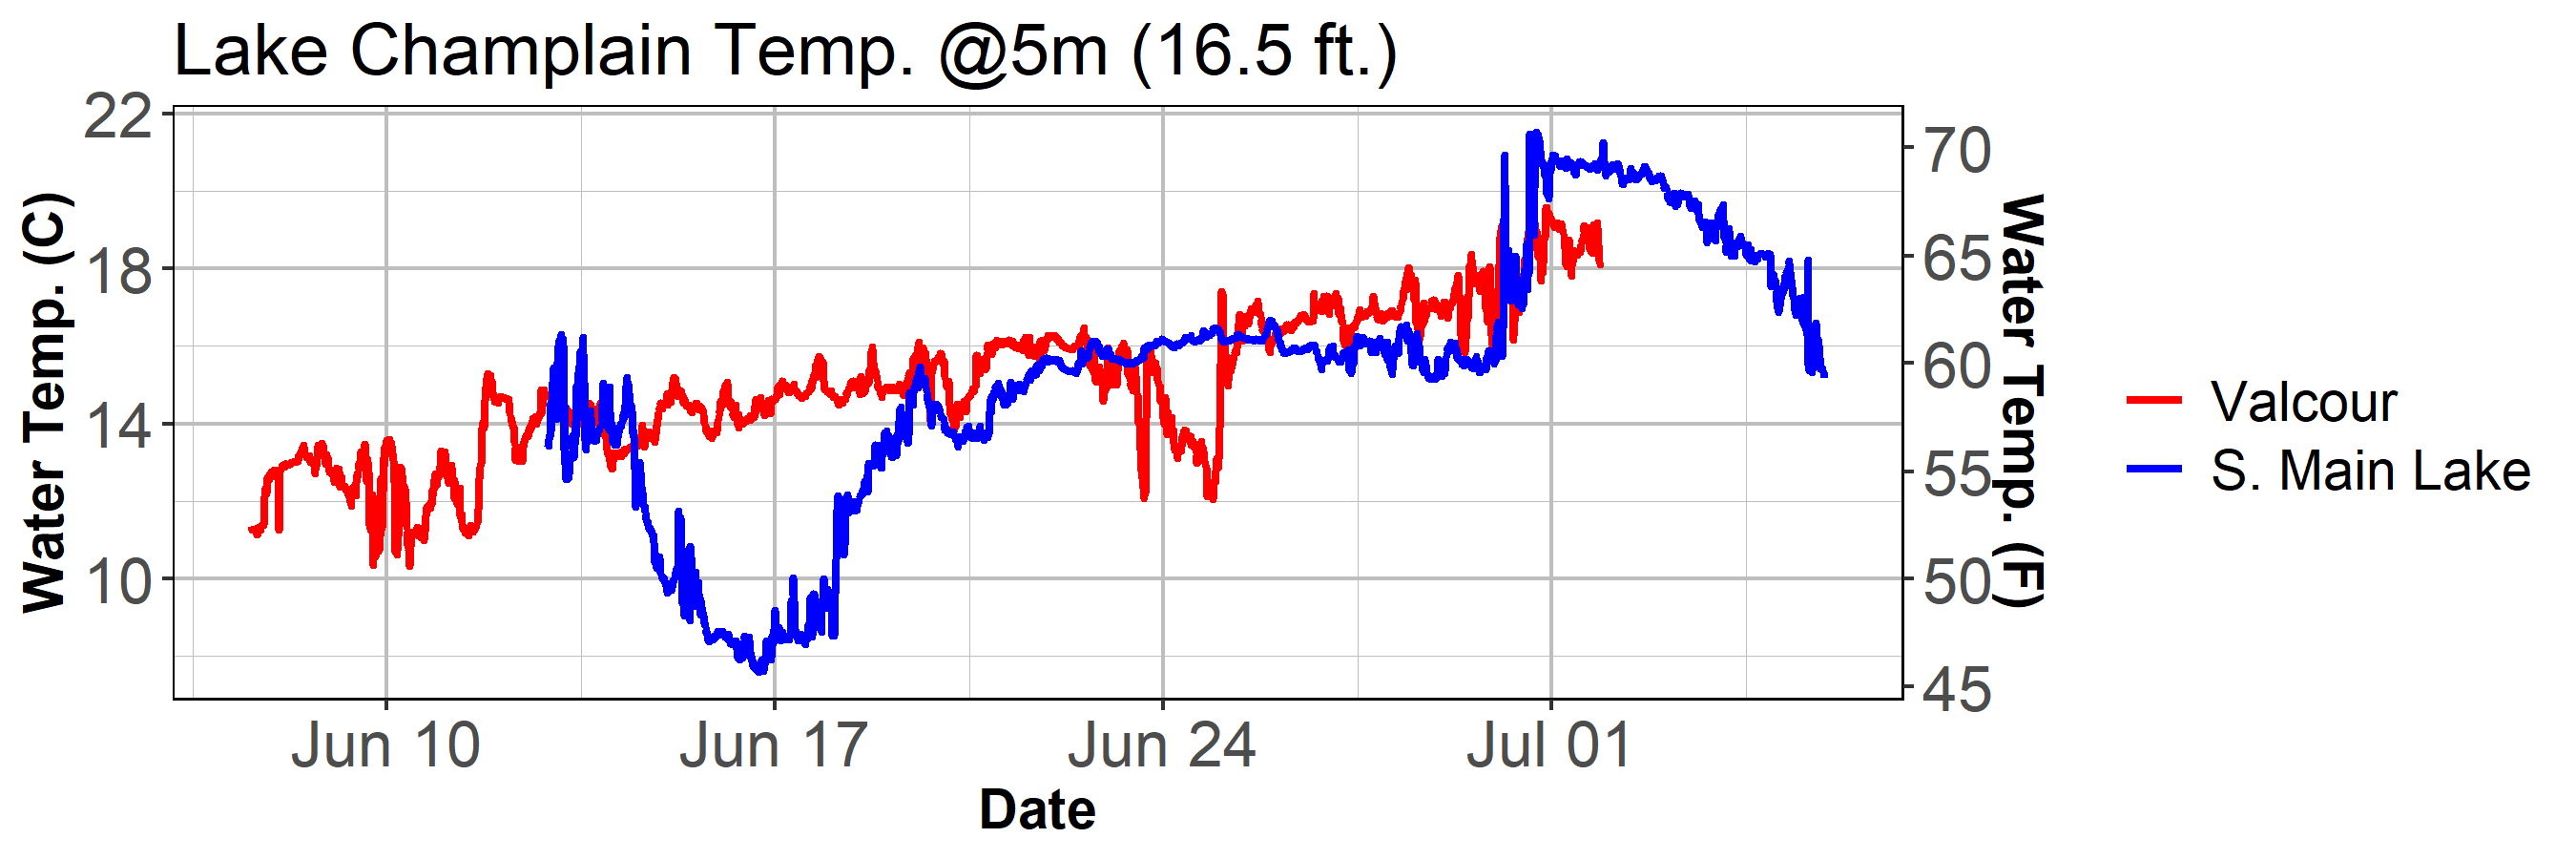 Lake Champlain Temp. @5m (16.5 ft.)
Water Temp. (C)
22
18
14
10
70
65
60
55
50
45
Water Temp. (F)
Jun 10 Jun 17 Jun 24 Jul 01
Date
Valcour
S. Main Lake